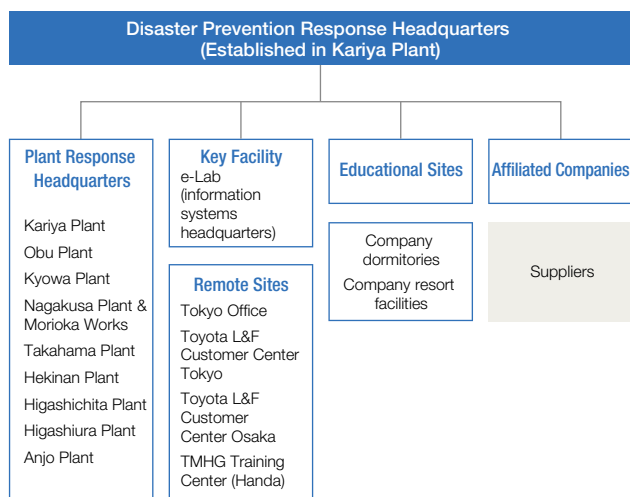 Disaster Prevention Response Headquarters
(Established in Kariya Plant)
Plant Response
Headquarters
Kariya Plant
Obu Plant
Kyowa Plant
Nagakusa Plant &
Morioka Works
Takahama Plant
Hekinan Plant
Higashichita Plant
Higashiura Plant
Anjo Plant
Key Facility
e-Lab
(information
systems
headquarters)
Remote Sites
Tokyo Office
Toyota L&F
Customer Center
Tokyo
Toyota L&F
Customer
Center Osaka
TMHG Training
Center (Handa)
Educational Sites
Company
dormitories
Company resort
facilities
Affiliated Companies
Suppliers